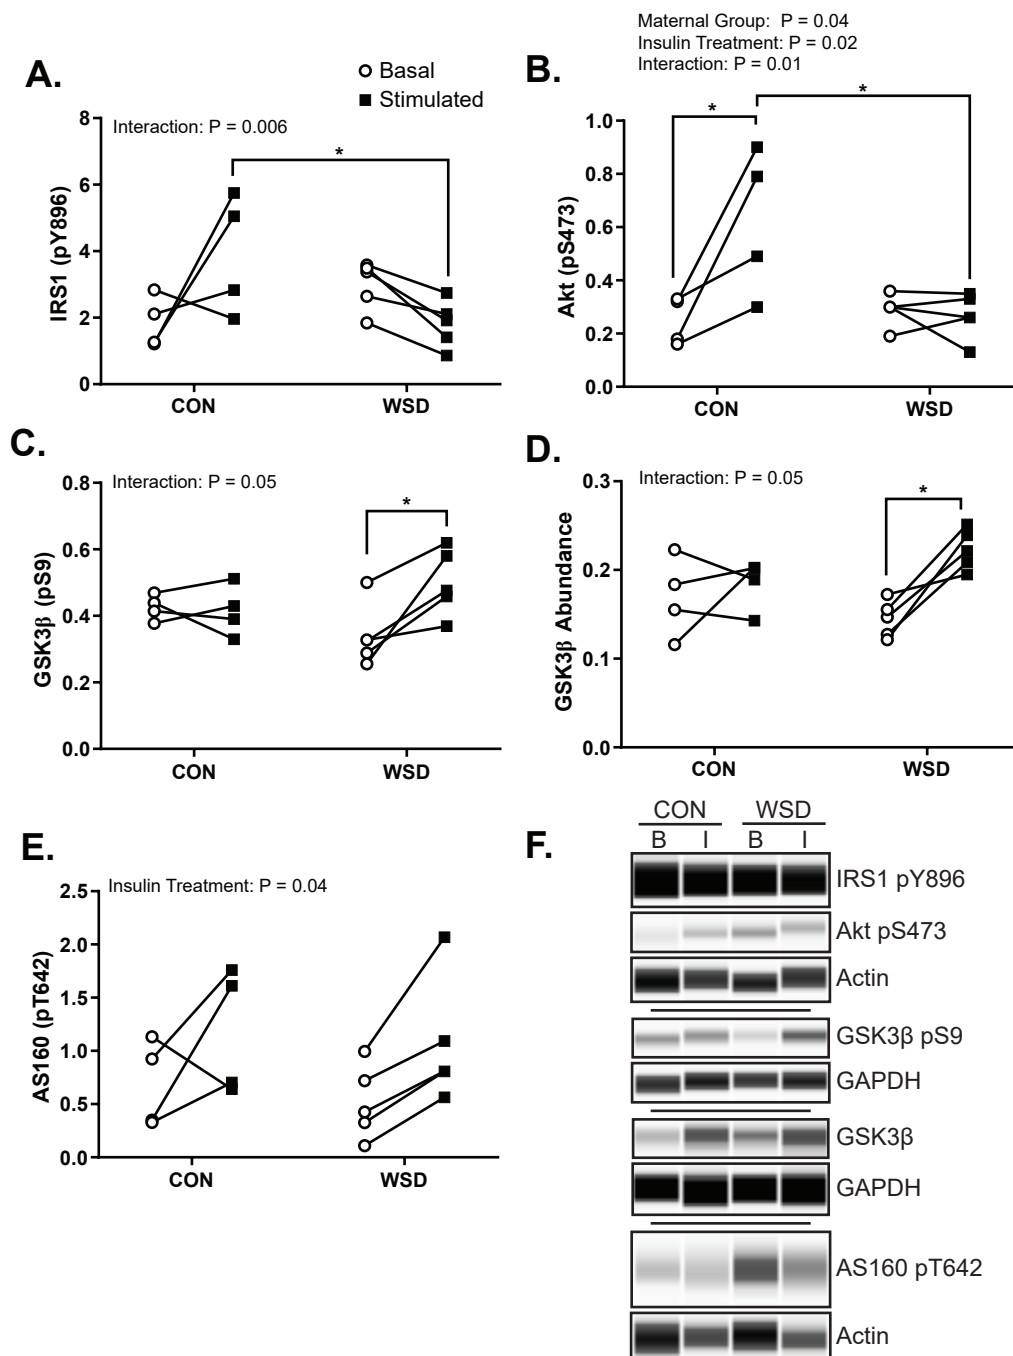 A.
Basal
Stimulated
Interaction: P = 0.006
*
IRS1 (pY896)
8
6
4
2
0
CON
WSD
B.
Maternal Group: P = 0.04
Insulin Treatment: P = 0.02
Interaction: P = 0.01
*
*
Akt (pS473)
1.0
0.8
0.6
0.4
0.2
0.0
CON
WSD
C.
Interaction: P = 0.05
*
GSK3β (pS9)
0.8
0.6
0.4
0.2
0.0
CON
WSD
D.
Interaction: P = 0.05
*
GSK3β Abundance
0.3
0.2
0.1
0.0
CON
WSD
E.
Insulin Treatment: P = 0.04
AS160 (pT642)
2.5
2.0
1.5
1.0
0.5
0.0
CON
WSD
F.
CON WSD
B I B I
IRS1 pY896
Akt pS473
Actin
GSK3β pS9
GAPDH
GSK3β
GAPDH
AS160 pT642
Actin